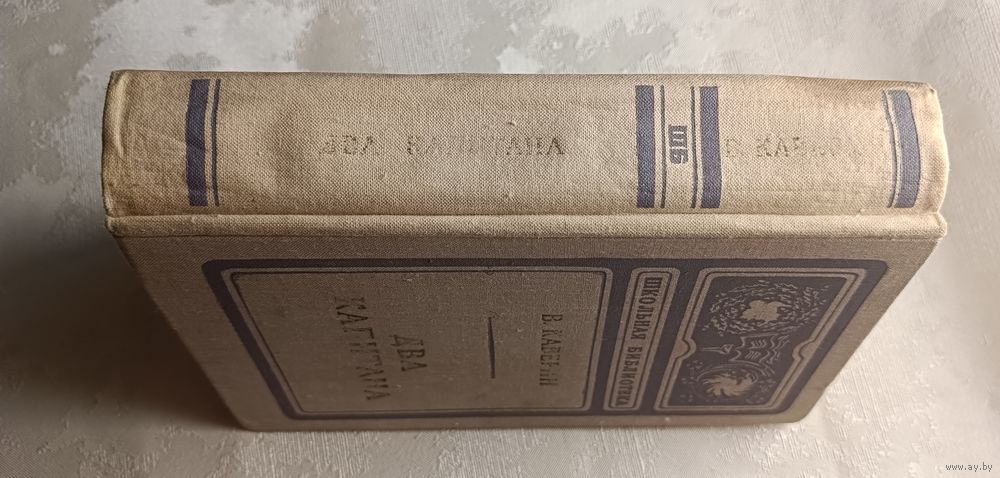 ДВА КАПИТАНА
ШБ
В. КАВЕРИН
ШКОЛЬНАЯ БИБЛИОТЕКА
В. КАВЕРИН
ДВА
КАПИТАНА
www.ay.by